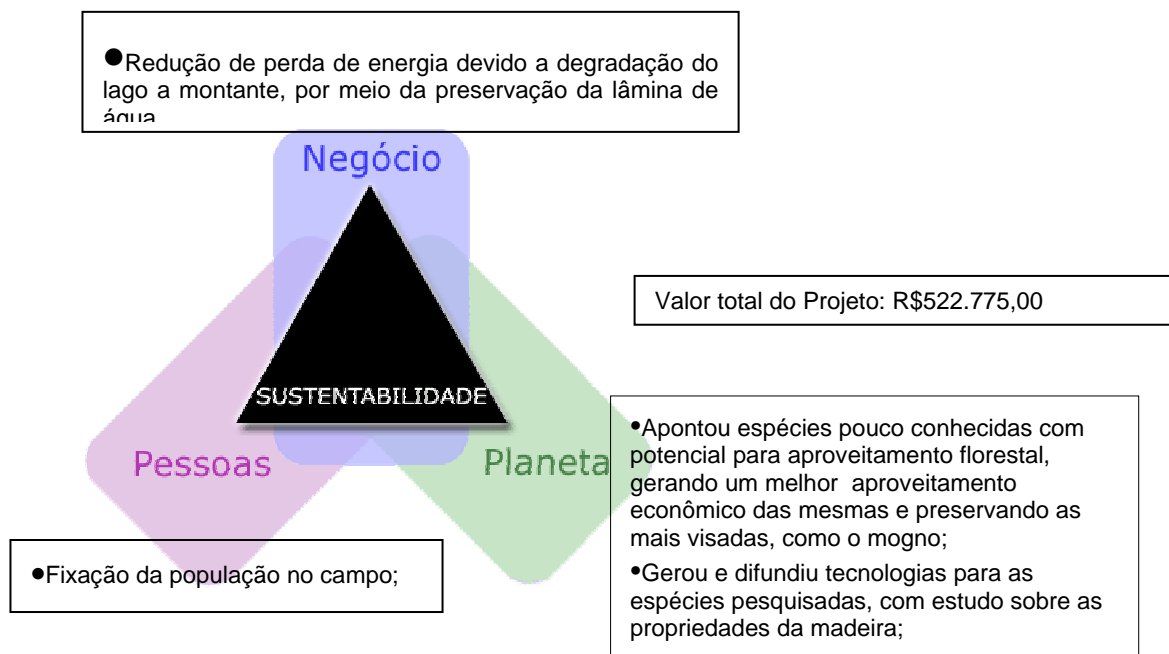 ●Redução de perda de energia devido a degradação do
lago a montante, por meio da preservação da lâmina de
água
Negócio
Valor total do Projeto: R$522.775,00
SUSTENTABILIDADE
Pessoas
Planeta
•Apontou espécies pouco conhecidas com
potencial para aproveitamento florestal,
gerando um melhor aproveitamento
econômico das mesmas e preservando as
mais visadas, como o mogno;
•Gerou e difundiu tecnologias para as
espécies pesquisadas, com estudo sobre as
propriedades da madeira;
●Fixação da população no campo;